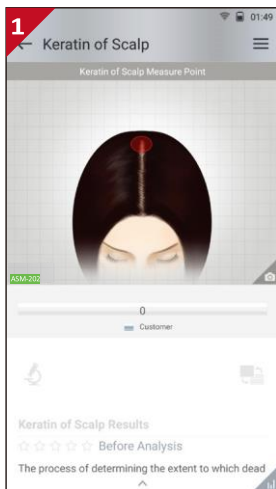 1
01:49
Keratin of Scalp
Keratin of Scalp Measure Point
ASM-202
0
Customer
Keratin of Scalp Results
Before Analysis
The process of determining the extent to which dead